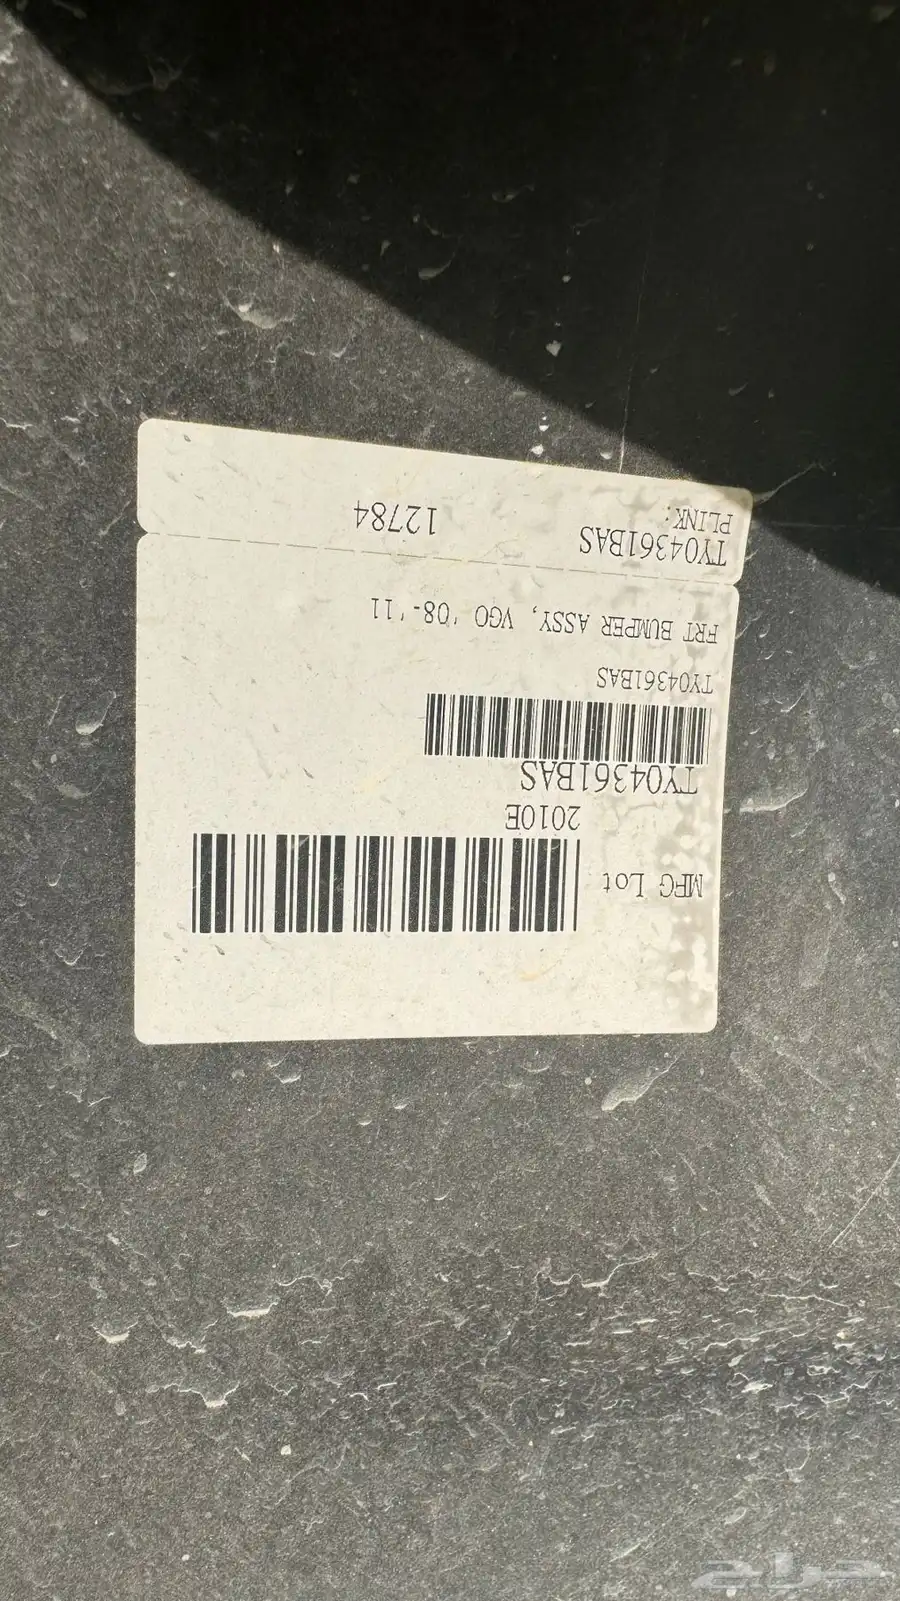 PLINK: 12784
TY04361BAS
FRT BUMPER ASSY, VGO '08-'11
TY04361BAS
TY04361BAS
2010E
MFG Lot
حراج